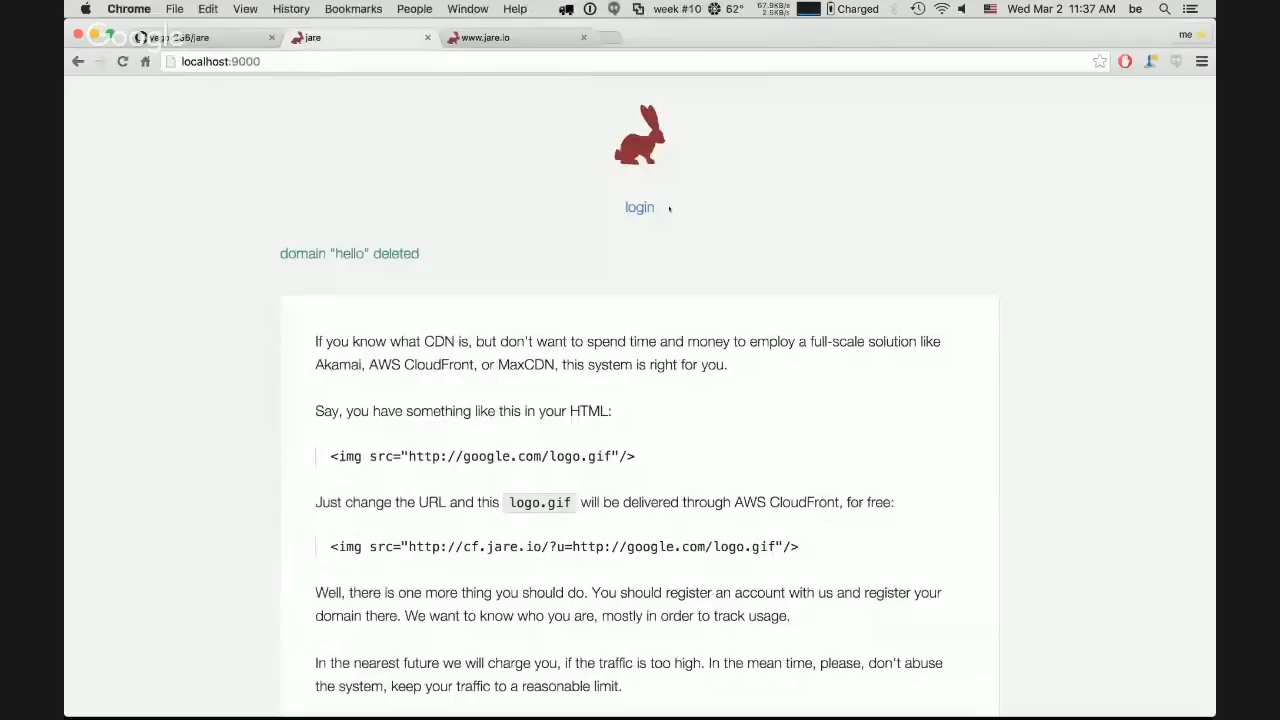 Chrome File Edit View History Bookmarks People Window Help week #10 62° 67.9KB/s 2.5KB/s Charged Wed Mar 2 11:37 AM be
Google
jare
www.jare.io
me
localhost:9000
login
domain "hello" deleted
If you know what CDN is, but don't want to spend time and money to employ a full-scale solution like
Akamai, AWS CloudFront, or MaxCDN, this system is right for you.
Say, you have something like this in your HTML:
<img src="http://google.com/logo.gif"/>
Just change the URL and this logo.gif will be delivered through AWS CloudFront, for free:
<img src="http://cf.jare.io/?u=http://google.com/logo.gif"/>
Well, there is one more thing you should do. You should register an account with us and register your
domain there. We want to know who you are, mostly in order to track usage.
In the nearest future we will charge you, if the traffic is too high. In the mean time, please, don't abuse
the system, keep your traffic to a reasonable limit.